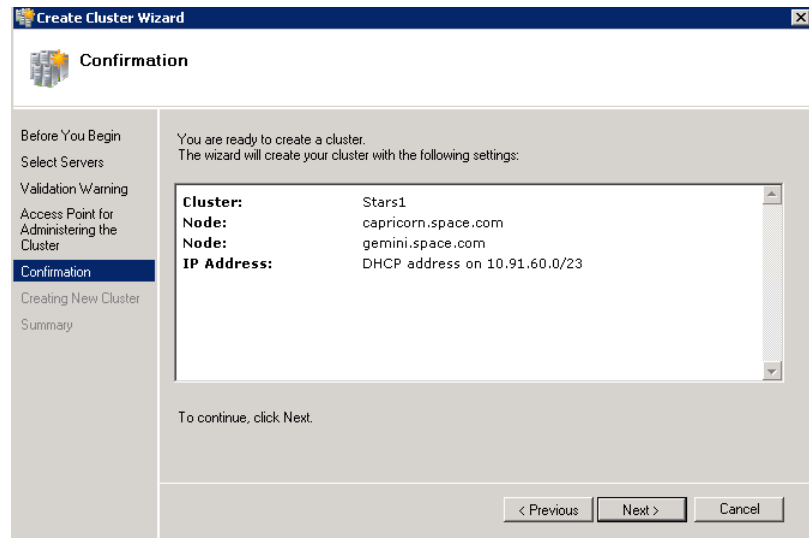 Create Cluster Wizard
Confirmation
Before You Begin
Select Servers
Validation Warning
Access Point for
Administering the
Cluster
Confirmation
Creating New Cluster
Summary
You are ready to create a cluster.
The wizard will create your cluster with the following settings:
Cluster: Stars1
Node: capricorn.space.com
Node: gemini.space.com
IP Address: DHCP address on 10.91.60.0/23
To continue, click Next.
< Previous Next > Cancel